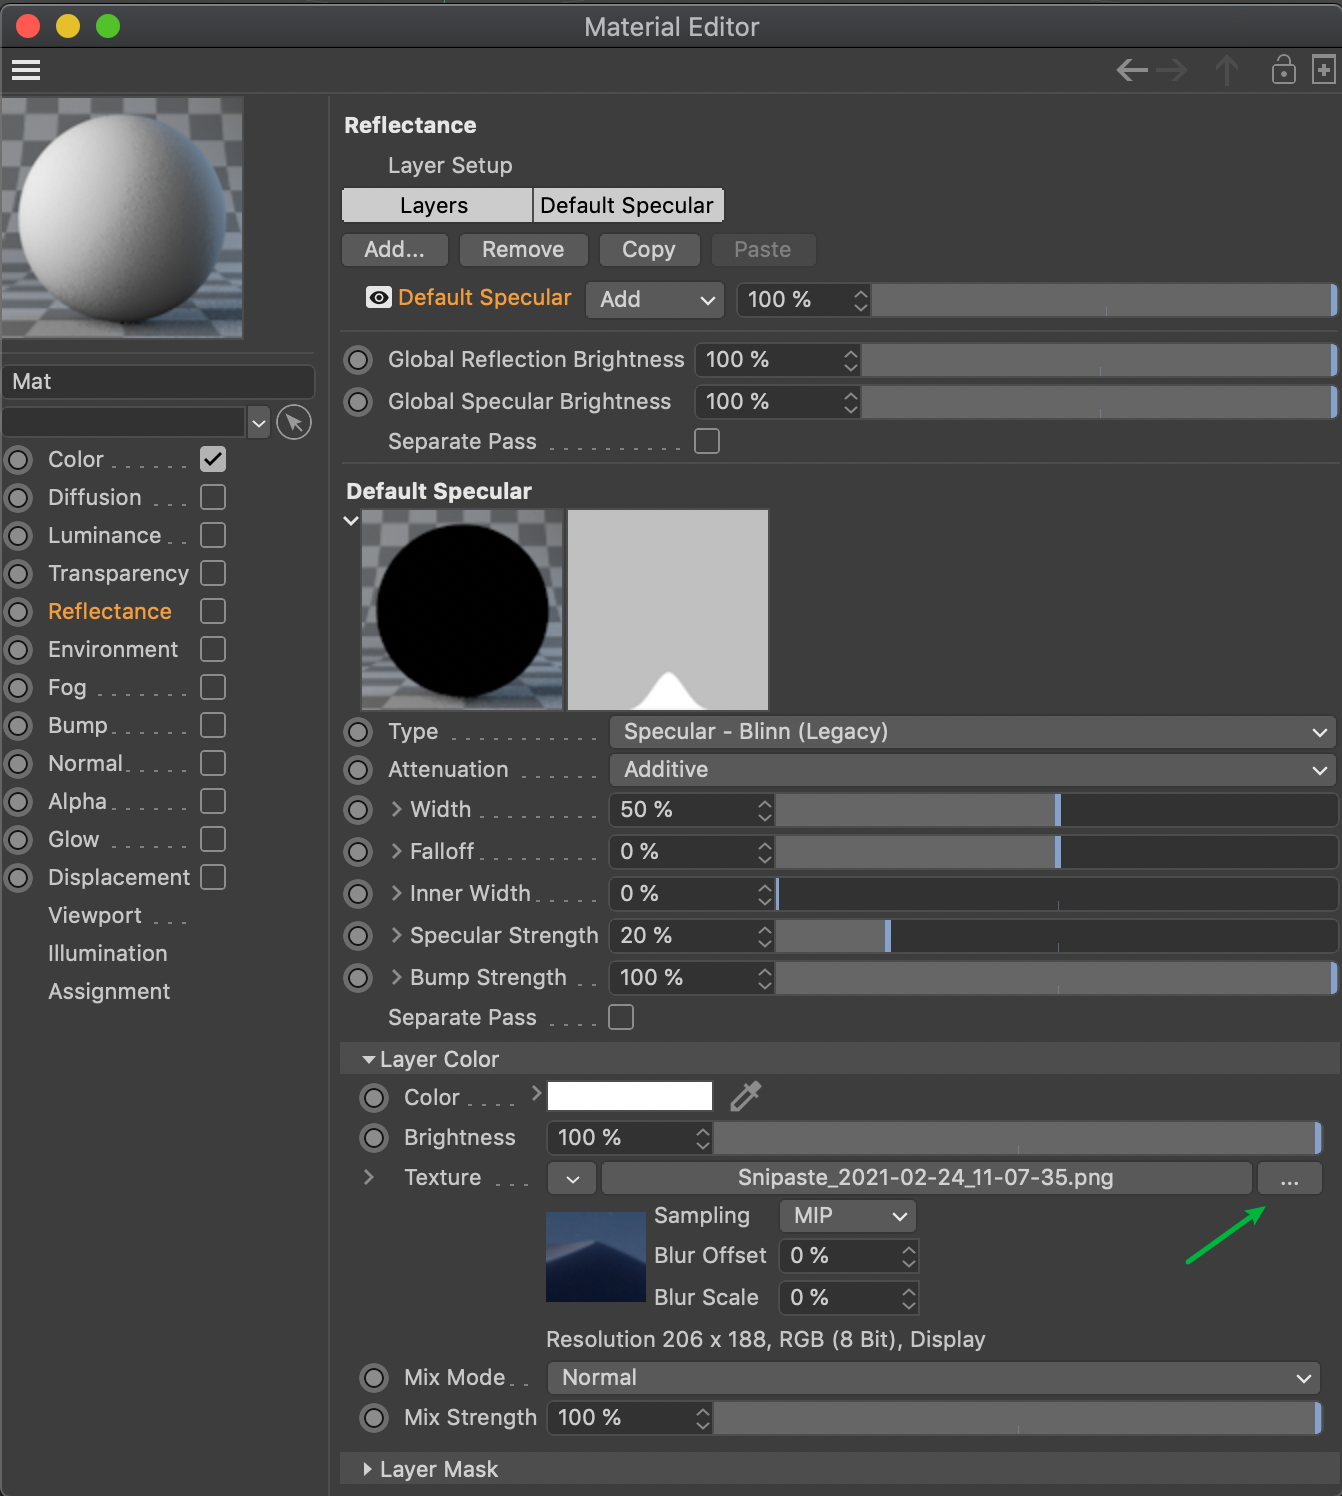 Material Editor
Reflectance
Layer Setup
Layers
Default Specular
Add...
Remove
Copy
Paste
Default Specular
Add
100 %
Global Reflection Brightness
100 %
Global Specular Brightness
100 %
Separate Pass
Mat
Color
Diffusion
Luminance
Transparency
Reflectance
Environment
Fog
Bump
Normal
Alpha
Glow
Displacement
Viewport
Illumination
Assignment
Default Specular
Type
Specular - Blinn (Legacy)
Attenuation
Additive
Width
50 %
Falloff
0 %
Inner Width
0 %
Specular Strength
20 %
Bump Strength
100 %
Separate Pass
Layer Color
Color
Brightness
100 %
Texture
Snipaste_2021-02-24_11-07-35.png
...
Sampling
MIP
Blur Offset
0 %
Blur Scale
0 %
Resolution 206 x 188, RGB (8 Bit), Display
Mix Mode
Normal
Mix Strength
100 %
Layer Mask